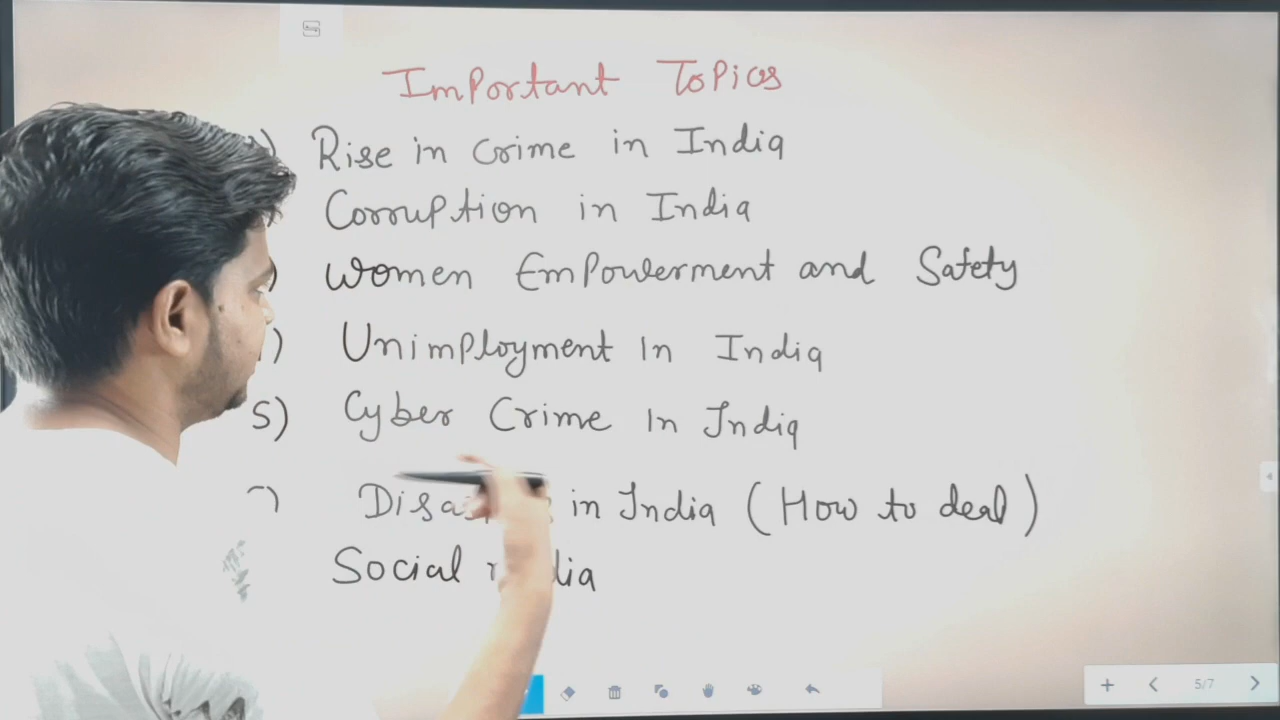 Important Topics
) Rise in crime in India
Corruption in India
) Women Empowerment and Safety
) Unimployment In India
5) Cyber Crime In India
) in India (How to deal)
Social
5/7